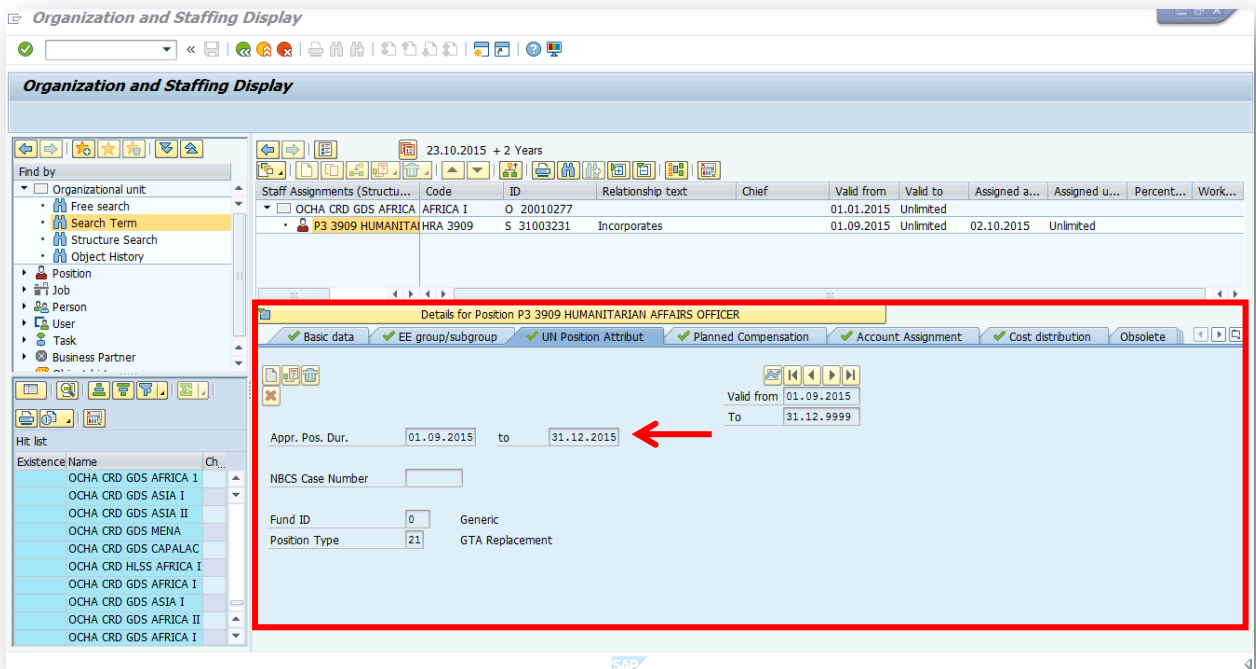 Organization and Staffing Display
Organization and Staffing Display
23.10.2015 + 2 Years
Find by
Organizational unit
Free search
Search Term
Structure Search
Object History
Position
Job
Person
User
Task
Business Partner
Staff Assignments (Structu... Code ID Relationship text Chief Valid from Valid to Assigned a... Assigned u... Percent... Work...
OCHA CRD GDS AFRICA AFRICA I O 20010277 01.01.2015 Unlimited
P3 3909 HUMANITAI HRA 3909 S 31003231 Incorporates 01.09.2015 Unlimited 02.10.2015 Unlimited
Details for Position P3 3909 HUMANITARIAN AFFAIRS OFFICER
Basic data EE group/subgroup UN Position Attribut Planned Compensation Account Assignment Cost distribution Obsolete
Valid from 01.09.2015
To 31.12.9999
Appr. Pos. Dur. 01.09.2015 to 31.12.2015
NBCS Case Number
Fund ID 0 Generic
Position Type 21 GTA Replacement
Hit list
Existence Name Ch...
OCHA CRD GDS AFRICA 1
OCHA CRD GDS ASIA I
OCHA CRD GDS ASIA II
OCHA CRD GDS MENA
OCHA CRD GDS CAPALAC
OCHA CRD HLSS AFRICA I
OCHA CRD GDS AFRICA I
OCHA CRD GDS ASIA I
OCHA CRD GDS AFRICA II
OCHA CRD GDS AFRICA I
SAP